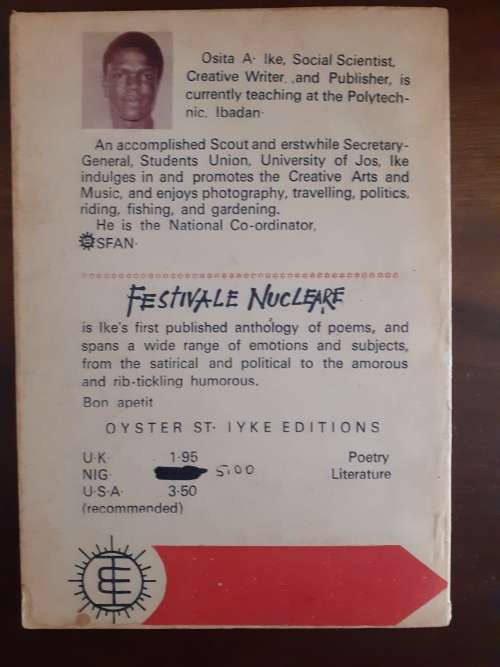 Osita A· Ike, Social Scientist,
Creative Writer, and Publisher, is
currently teaching at the Polytech-
nic, Ibadan·
An accomplished Scout and erstwhile Secretary-
General, Students Union, University of Jos, Ike
indulges in and promotes the Creative Arts and
Music, and enjoys photography, travelling, politics,
riding, fishing, and gardening.
He is the National Co-ordinator,
SFAN·
FESTIVALE NUCLEARE
is Ike's first published anthology of poems, and
spans a wide range of emotions and subjects,
from the satirical and political to the amorous
and rib-tickling humorous.
Bon apetit
OYSTER ST· IYKE EDITIONS
U·K· 1·95 Poetry
NIG· 5.00 Literature
U·S·A· 3·50
(recommended)